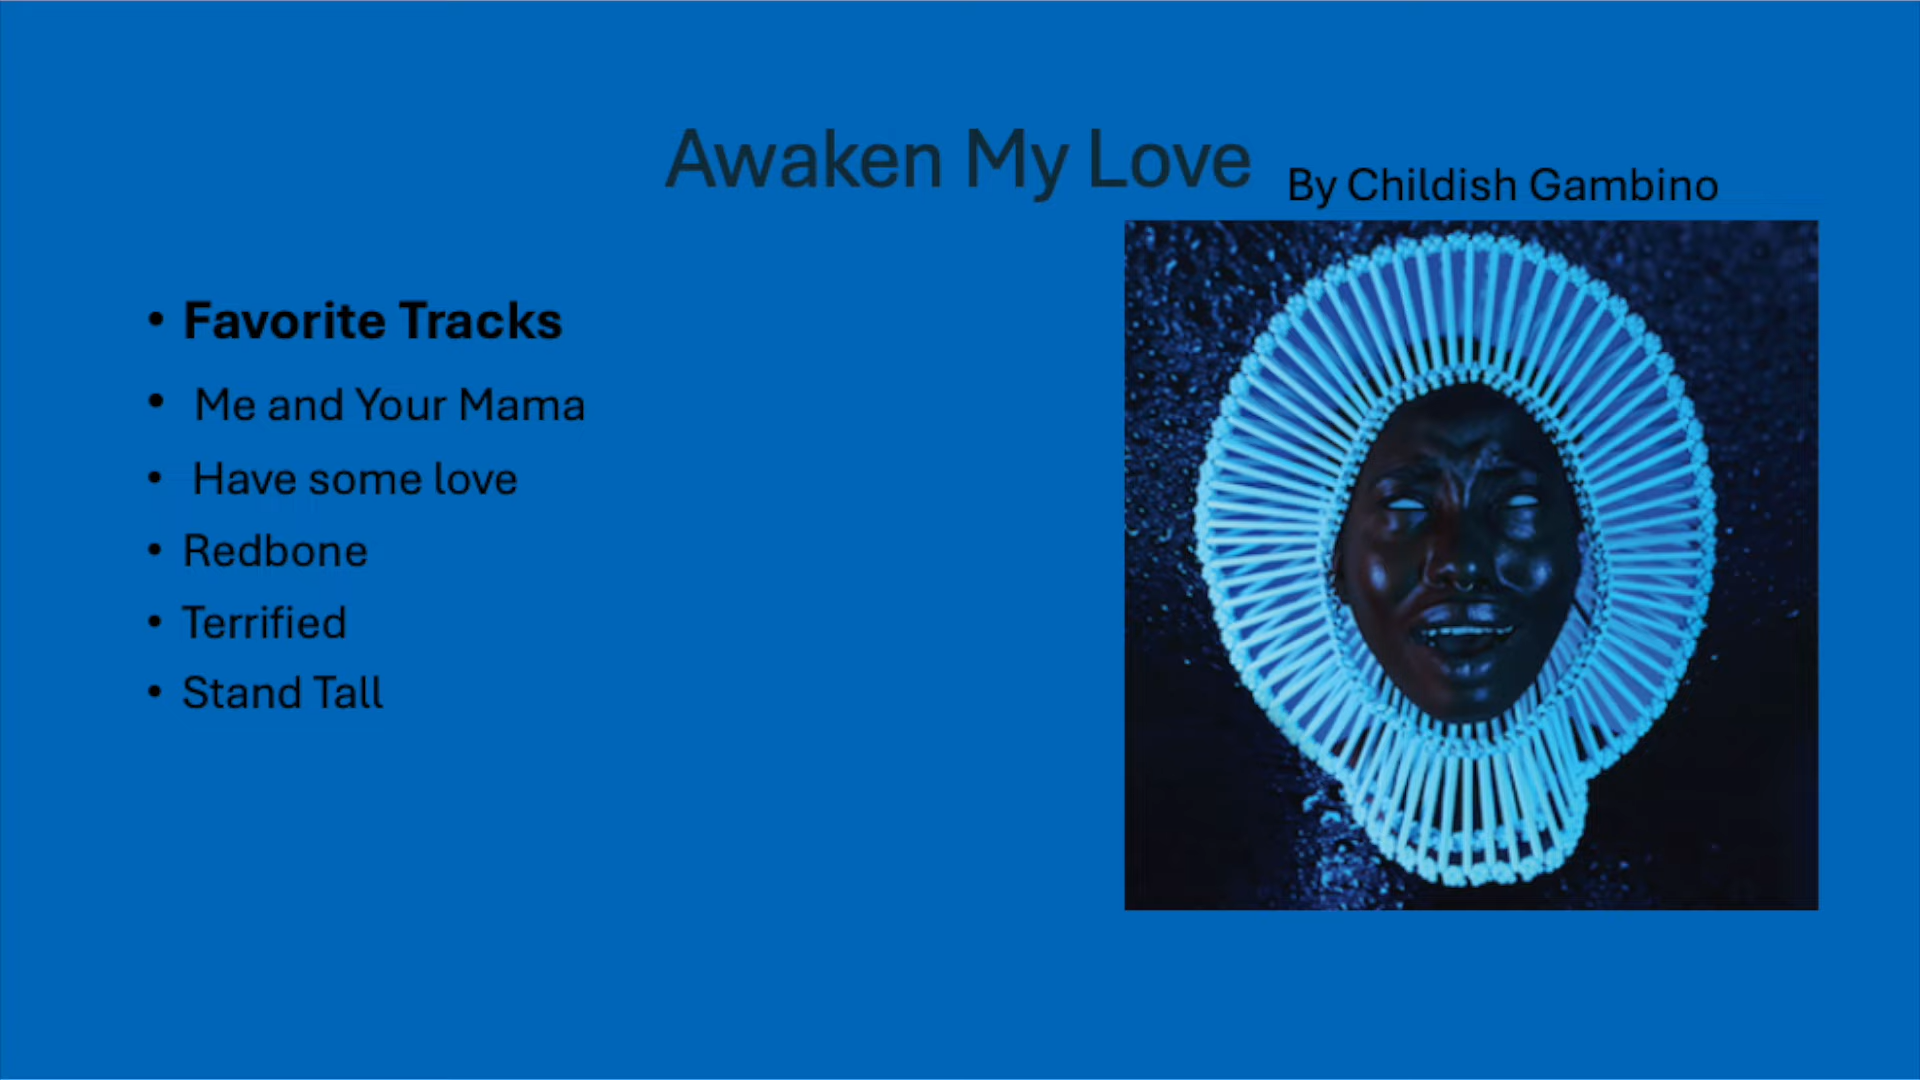 Awaken My Love
By Childish Gambino
• Favorite Tracks
• Me and Your Mama
• Have some love
• Redbone
• Terrified
• Stand Tall